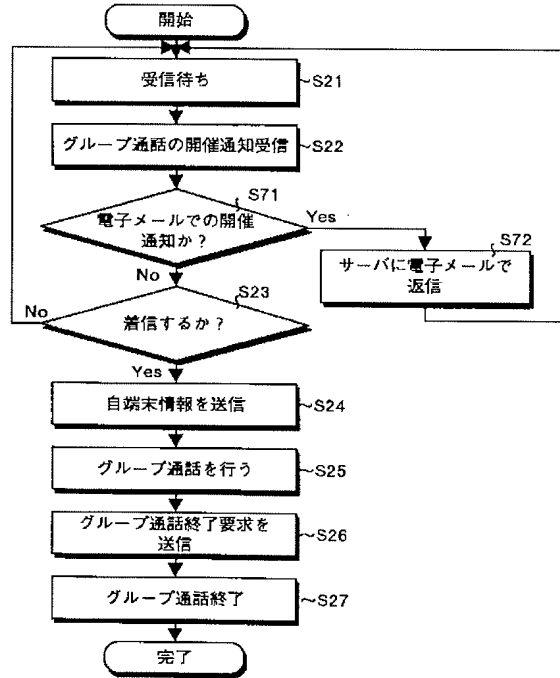 開始
受信待ち
~S21
グループ通話の開催通知受信
~S22
S71
電子メールでの開催
通知か？
Yes
No
S72
サーバに電子メールで
返信
S23
着信するか？
No
Yes
自端末情報を送信
~S24
グループ通話を行う
~S25
グループ通話終了要求を
送信
~S26
グループ通話終了
~S27
完了